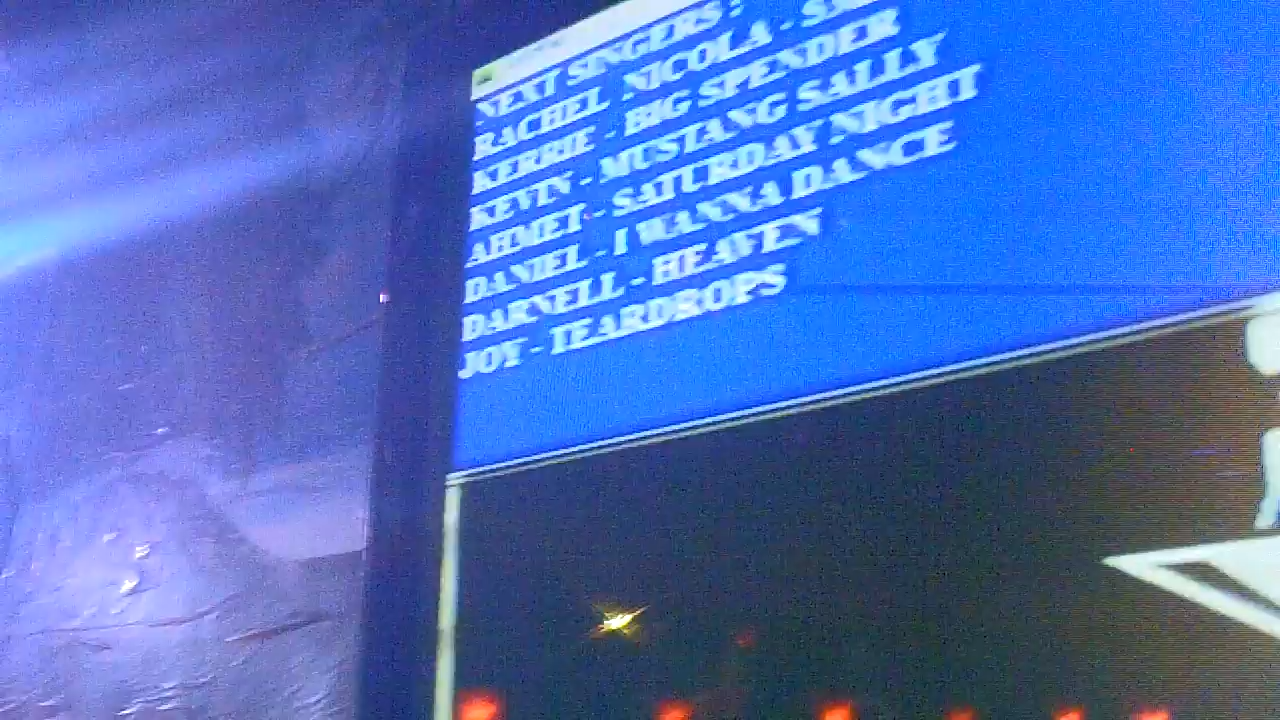 NEXT SINGERS :
RACHEL NICOLA -
KERRIE - BIG SPENDER
KEVIN - MUSTANG SALLY
AHMET - SATURDAY NIGHT
DANIEL - I WANNA DANCE
DARNELL - HEAVEN
JOY - TEARDROPS